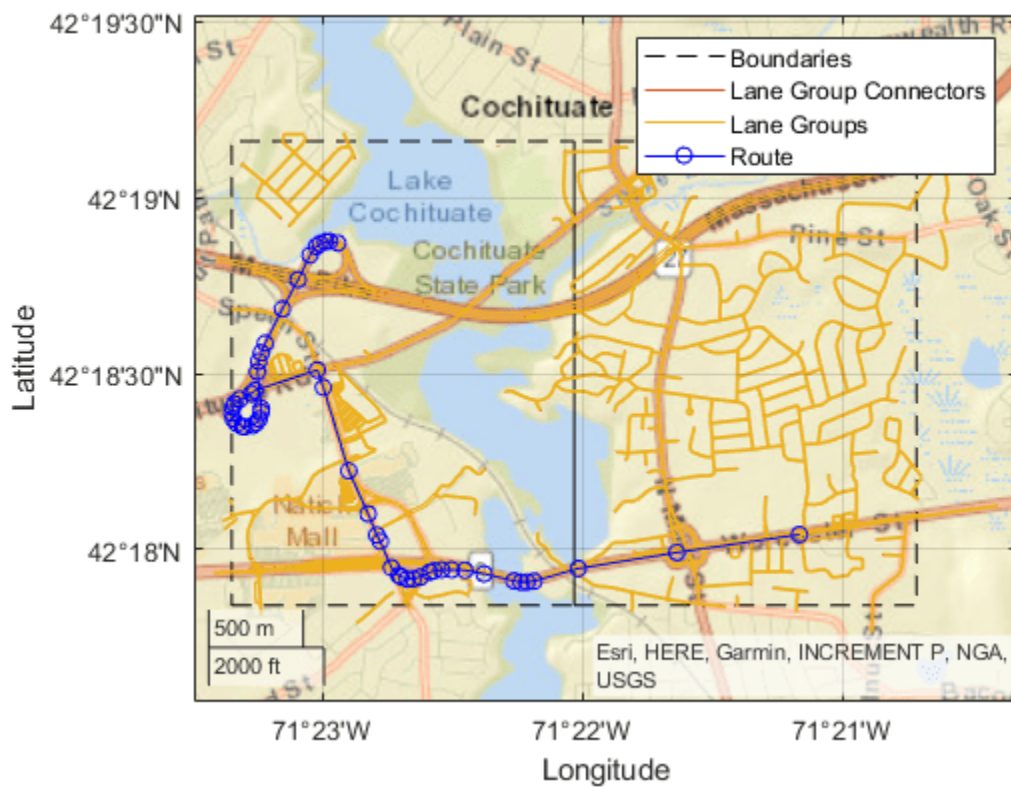 42°19'30"N
42°19'N
42°18'30"N
42°18'N
Latitude
71°23'W
71°22'W
71°21'W
Longitude
Boundaries
Lane Group Connectors
Lane Groups
Route
Plain St
Cochituate
Lake
Cochituate
Cochituate
State Park
Massachuse
Pine St
Oak St
Natick
Mall
500 m
2000 ft
Esri, HERE, Garmin, INCREMENT P, NGA,
USGS